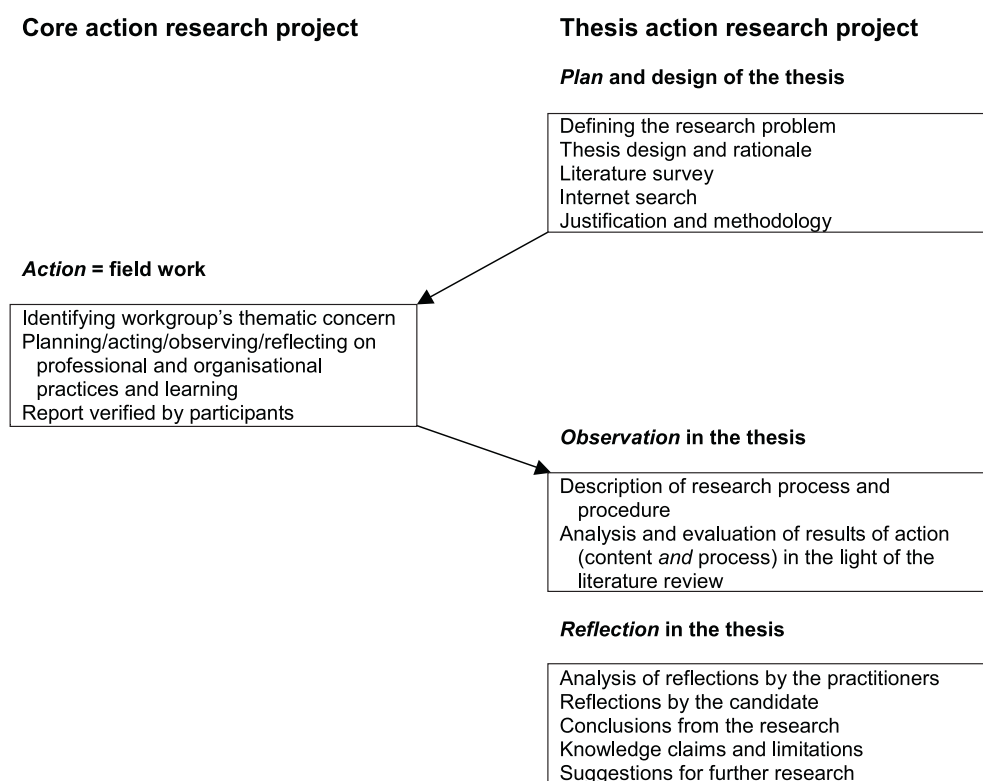 Core action research project
Thesis action research project
Plan and design of the thesis
Defining the research problem
Thesis design and rationale
Literature survey
Internet search
Justification and methodology
Action = field work
Identifying workgroup's thematic concern
Planning/acting/observing/reflecting on
professional and organisational
practices and learning
Report verified by participants
Observation in the thesis
Description of research process and
procedure
Analysis and evaluation of results of action
(content and process) in the light of the
literature review
Reflection in the thesis
Analysis of reflections by the practitioners
Reflections by the candidate
Conclusions from the research
Knowledge claims and limitations
Suggestions for further research